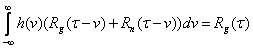 ∫_{-∞}^{∞} h(v)(R_g(τ−v) + R_n(τ−v))dv = R_g(τ)